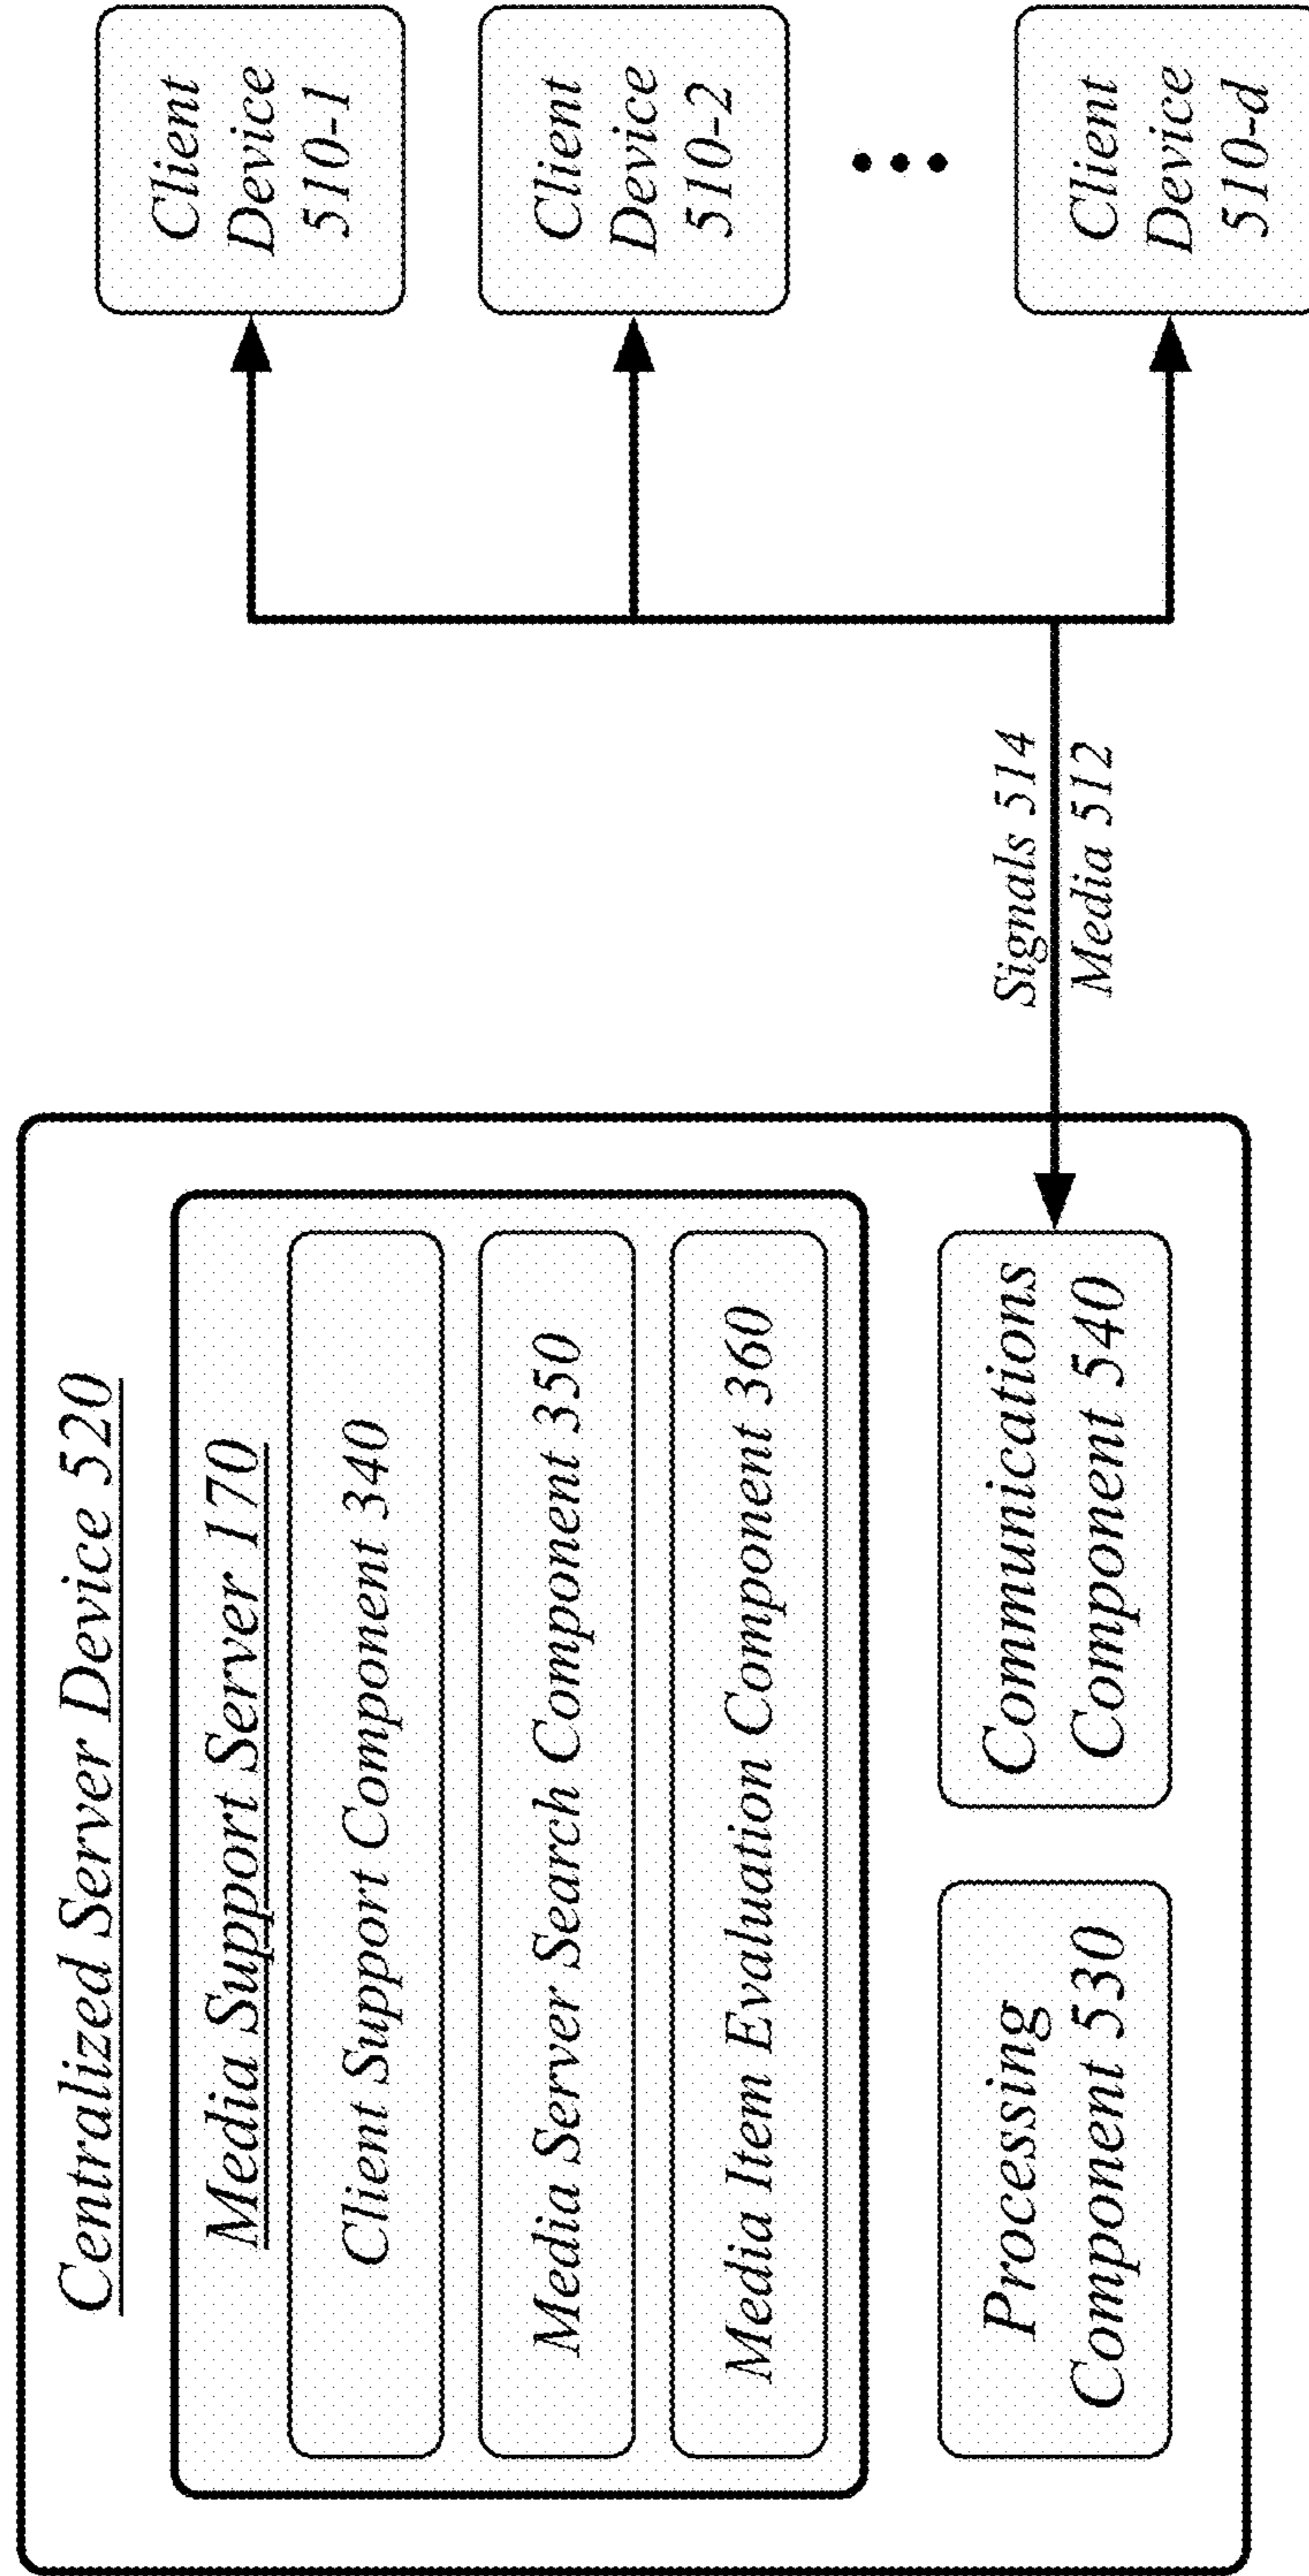 Centralized Server Device 520
Media Support Server 170
Client Support Component 340
Media Server Search Component 350
Media Item Evaluation Component 360
Processing
Component 530
Communications
Component 540
Signals 514
Media 512
Client
Device
510-1
Client
Device
510-2
Client
Device
510-d